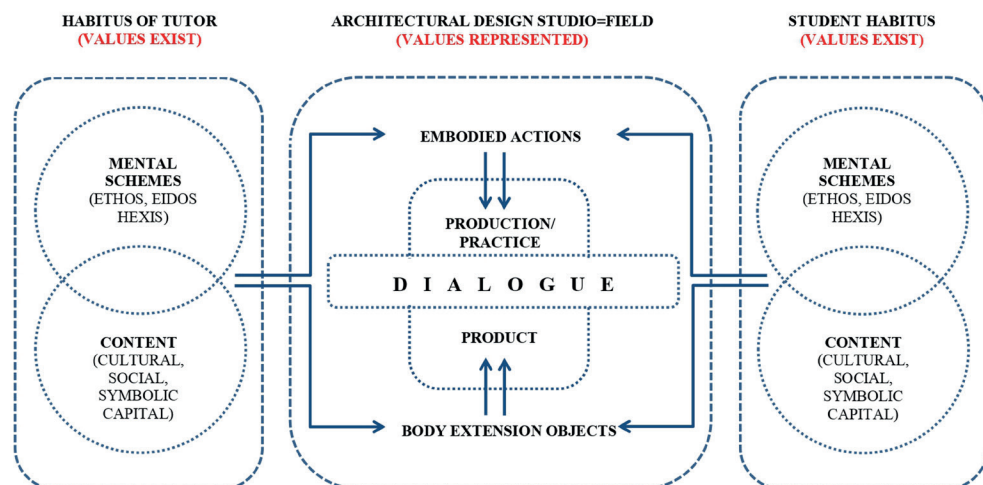 HABITUS OF TUTOR
(VALUES EXIST)
MENTAL
SCHEMES
(ETHOS, EIDOS
HEXIS)
CONTENT
(CULTURAL,
SOCIAL,
SYMBOLIC
CAPITAL)
ARCHITECTURAL DESIGN STUDIO=FIELD
(VALUES REPRESENTED)
EMBODIED ACTIONS
PRODUCTION/
PRACTICE
D I A L O G U E
PRODUCT
BODY EXTENSION OBJECTS
STUDENT HABITUS
(VALUES EXIST)
MENTAL
SCHEMES
(ETHOS, EIDOS
HEXIS)
CONTENT
(CULTURAL,
SOCIAL,
SYMBOLIC
CAPITAL)